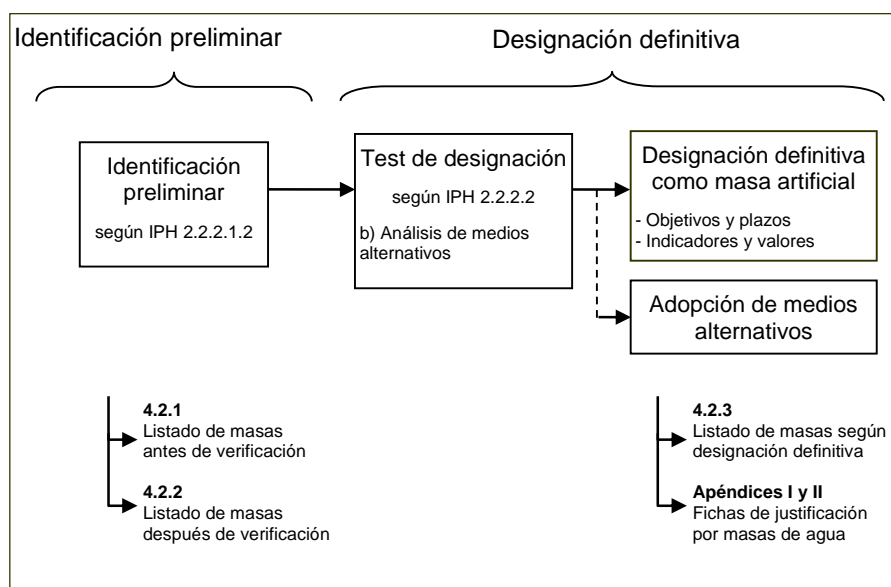 Identificación preliminar
Designación definitiva
Identificación
preliminar
según IPH 2.2.2.1.2
Test de designación
según IPH 2.2.2.2
b) Análisis de medios
alternativos
Designación definitiva
como masa artificial
- Objetivos y plazos
- Indicadores y valores
Adopción de medios
alternativos
4.2.1
Listado de masas
antes de verificación
4.2.2
Listado de masas
después de verificación
4.2.3
Listado de masas según
designación definitiva
Apéndices I y II
Fichas de justificación
por masas de agua